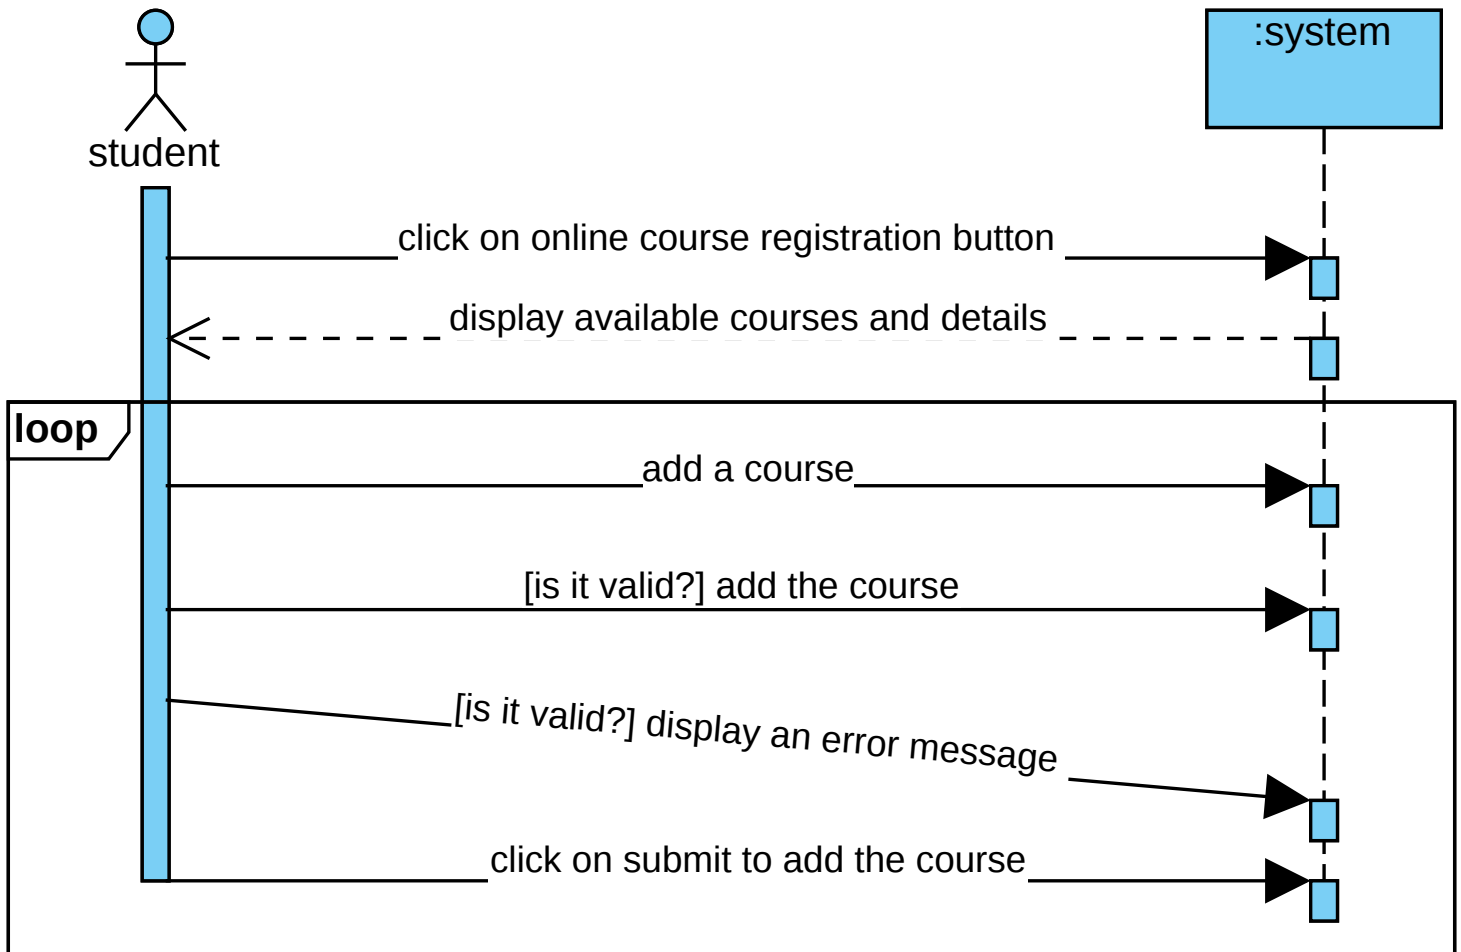 :system
student
click on online course registration button
display available courses and details
loop
add a course
[is it valid?] add the course
[is it valid?] display an error message
click on submit to add the course